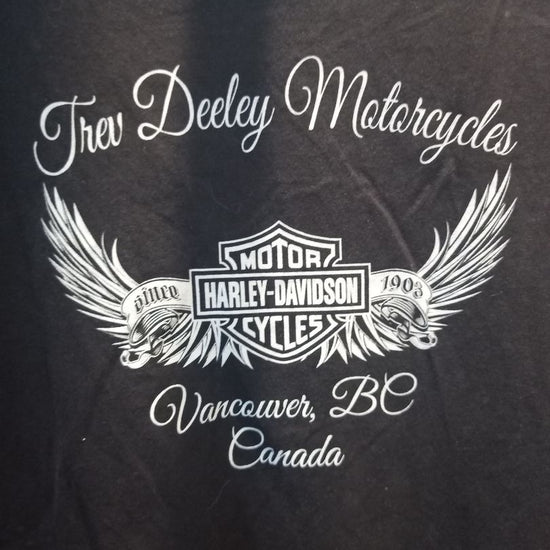 Trev Deeley Motorcycles
MOTOR
since HARLEY-DAVIDSON 1903
CYCLES
Vancouver, BC
Canada